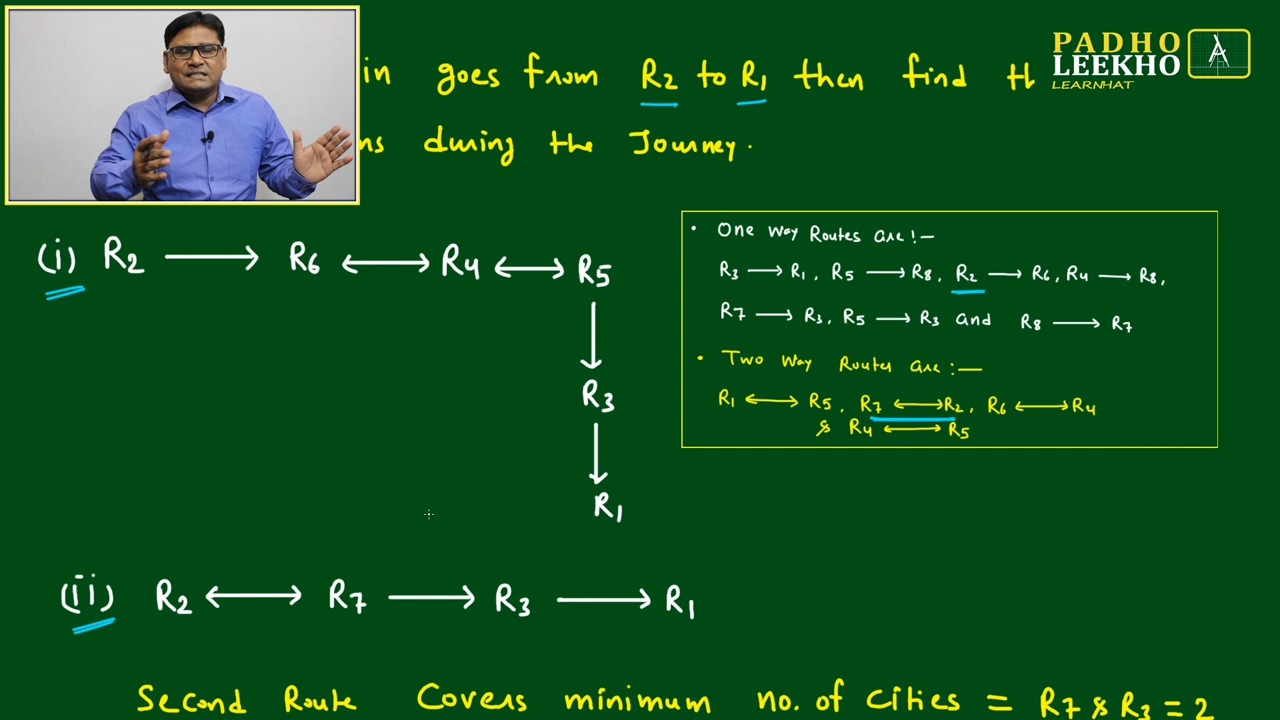 in goes from R2 to R1 then find th
PADHO
LEEKHO
LEARNHAT
ns during the Journey.
(i) R2 ⟶ R6 ⟷ R4 ⟷ R5
R3
R1
• One Way Routes are:-
R3 ⟶ R1, R5 ⟶ R8, R2 ⟶ R6, R4 ⟶ R8,
R7 ⟶ R3, R5 ⟶ R3 and R8 ⟶ R7
• Two Way Routes are:-
R1 ⟷ R5, R7 ⟷ R2, R6 ⟷ R4
& R4 ⟷ R5
(ii) R2 ⟷ R7 ⟶ R3 ⟶ R1
Second Route Covers minimum no. of cities = R7 & R3 = 2